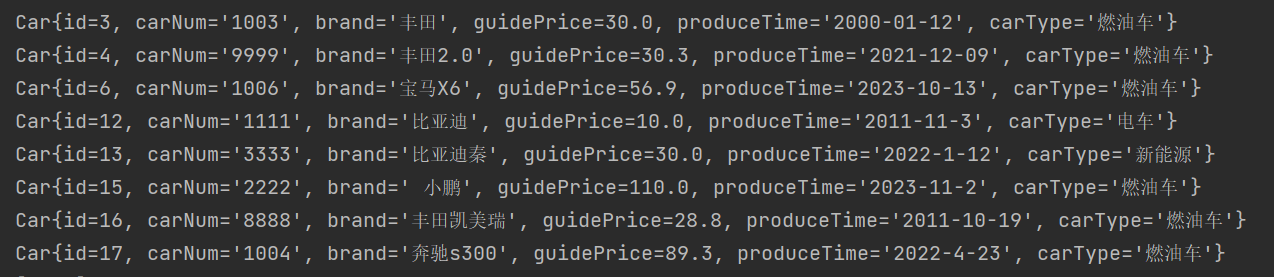 Car{id=3, carNum='1003', brand='丰田', guidePrice=30.0, produceTime='2000-01-12', carType='燃油车'}
Car{id=4, carNum='9999', brand='丰田2.0', guidePrice=30.3, produceTime='2021-12-09', carType='燃油车'}
Car{id=6, carNum='1006', brand='宝马X6', guidePrice=56.9, produceTime='2023-10-13', carType='燃油车'}
Car{id=12, carNum='1111', brand='比亚迪', guidePrice=10.0, produceTime='2011-11-3', carType='电车'}
Car{id=13, carNum='3333', brand='比亚迪秦', guidePrice=30.0, produceTime='2022-1-12', carType='新能源'}
Car{id=15, carNum='2222', brand=' 小鹏', guidePrice=110.0, produceTime='2023-11-2', carType='燃油车'}
Car{id=16, carNum='8888', brand='丰田凯美瑞', guidePrice=28.8, produceTime='2011-10-19', carType='燃油车'}
Car{id=17, carNum='1004', brand='奔驰s300', guidePrice=89.3, produceTime='2022-4-23', carType='燃油车'}